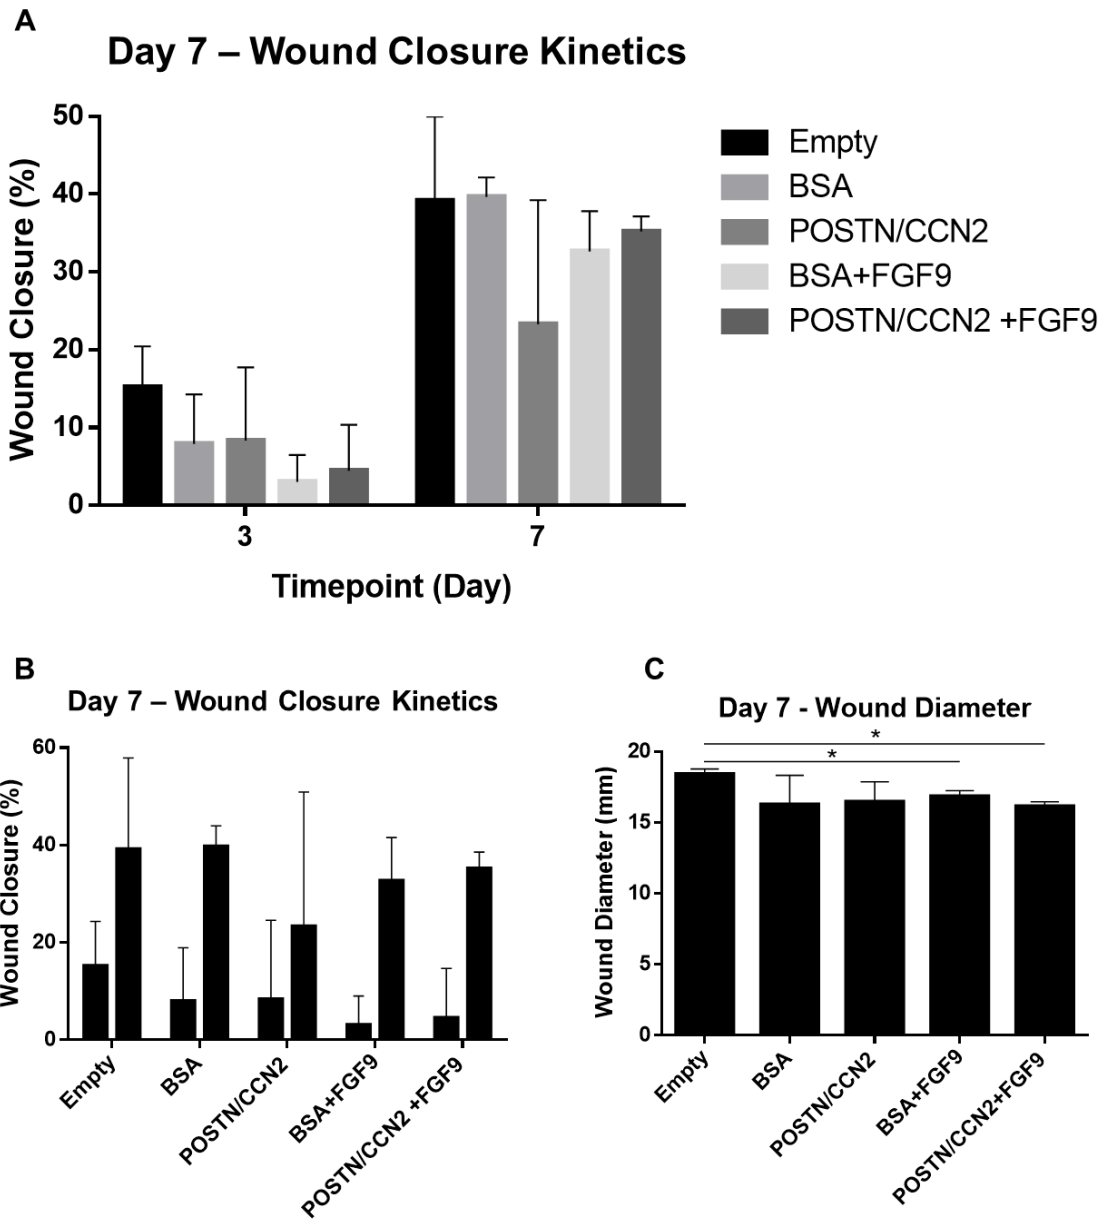 A
Day 7 – Wound Closure Kinetics
Wound Closure (%)
50
40
30
20
10
0
3
7
Timepoint (Day)
Empty
BSA
POSTN/CCN2
BSA+FGF9
POSTN/CCN2 +FGF9
B
Day 7 – Wound Closure Kinetics
Wound Closure (%)
60
40
20
0
Empty
BSA
POSTN/CCN2
BSA+FGF9
POSTN/CCN2 +FGF9
C
Day 7 - Wound Diameter
*
*
Wound Diameter (mm)
20
15
10
5
0
Empty
BSA
POSTN/CCN2
BSA+FGF9
POSTN/CCN2+FGF9